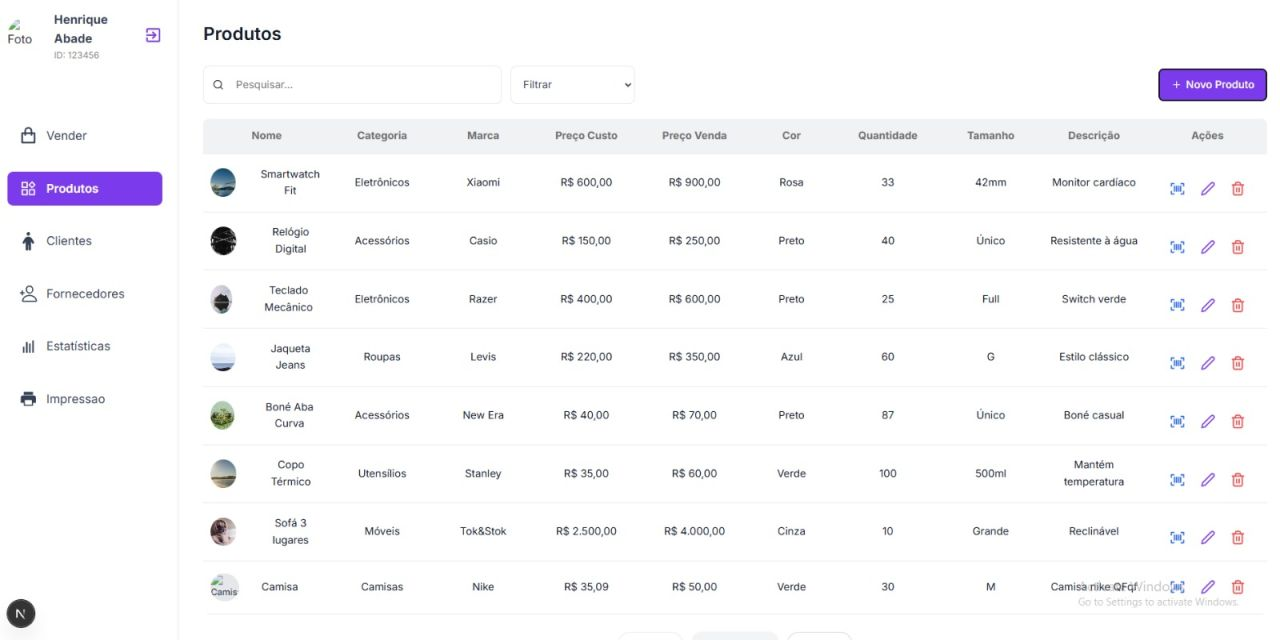 Foto
Henrique
Abade
ID: 123456
Vender
Produtos
Clientes
Fornecedores
Estatísticas
Impressao
N
Produtos
Pesquisar...
Filtrar
+ Novo Produto
Nome Categoria Marca Preço Custo Preço Venda Cor Quantidade Tamanho Descrição Ações
Smartwatch
Fit
Eletrônicos Xiaomi R$ 600,00 R$ 900,00 Rosa 33 42mm Monitor cardíaco
Relógio
Digital
Acessórios Casio R$ 150,00 R$ 250,00 Preto 40 Único Resistente à água
Teclado
Mecânico
Eletrônicos Razer R$ 400,00 R$ 600,00 Preto 25 Full Switch verde
Jaqueta
Jeans
Roupas Levis R$ 220,00 R$ 350,00 Azul 60 G Estilo clássico
Boné Aba
Curva
Acessórios New Era R$ 40,00 R$ 70,00 Preto 87 Único Boné casual
Copo
Térmico
Utensílios Stanley R$ 35,00 R$ 60,00 Verde 100 500ml
Mantém
temperatura
Sofá 3
lugares
Móveis Tok&Stok R$ 2.500,00 R$ 4.000,00 Cinza 10 Grande Reclinável
Camis
Camisa Camisas Nike R$ 35,09 R$ 50,00 Verde 30 M
Activate Windows
Go to Settings to activate Windows.